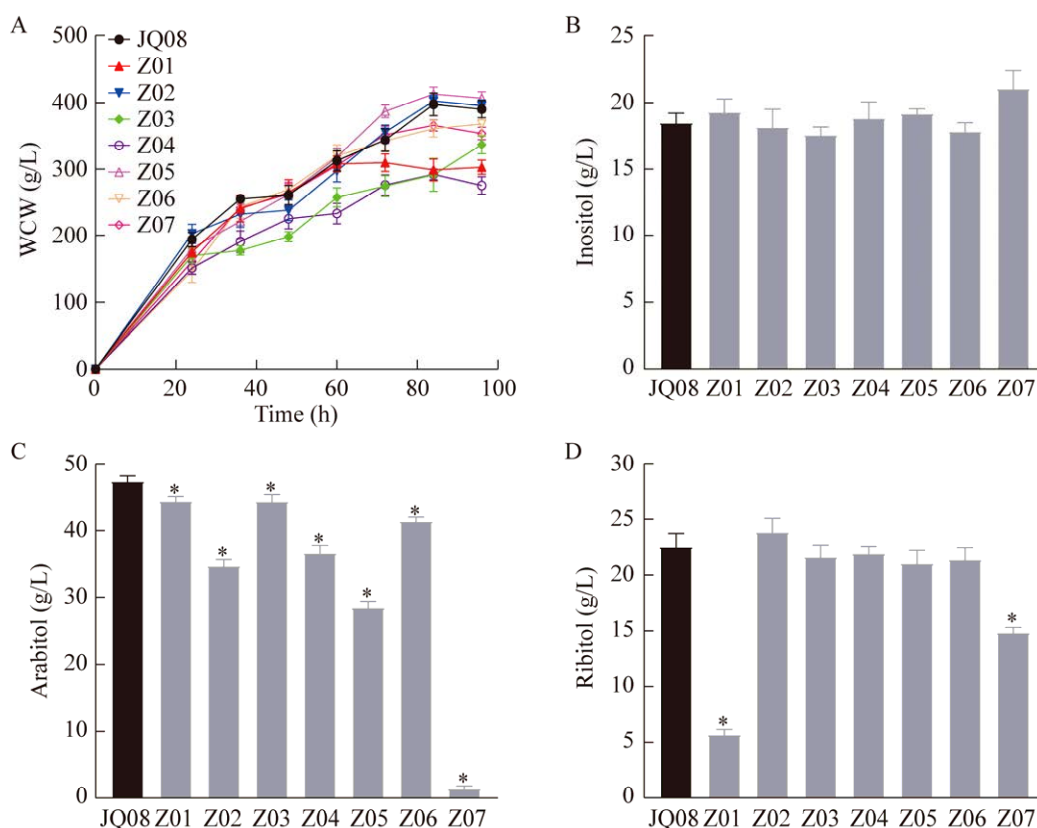 A
500
400
300
200
100
0
WCW (g/L)
JQ08
Z01
Z02
Z03
Z04
Z05
Z06
Z07
0 20 40 60 80 100
Time (h)
B
25
20
15
10
5
0
Inositol (g/L)
JQ08 Z01 Z02 Z03 Z04 Z05 Z06 Z07
C
50
40
30
20
10
0
Arabitol (g/L)
* * * * * * *
JQ08 Z01 Z02 Z03 Z04 Z05 Z06 Z07
D
30
25
20
15
10
5
0
Ribitol (g/L)
* *
JQ08 Z01 Z02 Z03 Z04 Z05 Z06 Z07